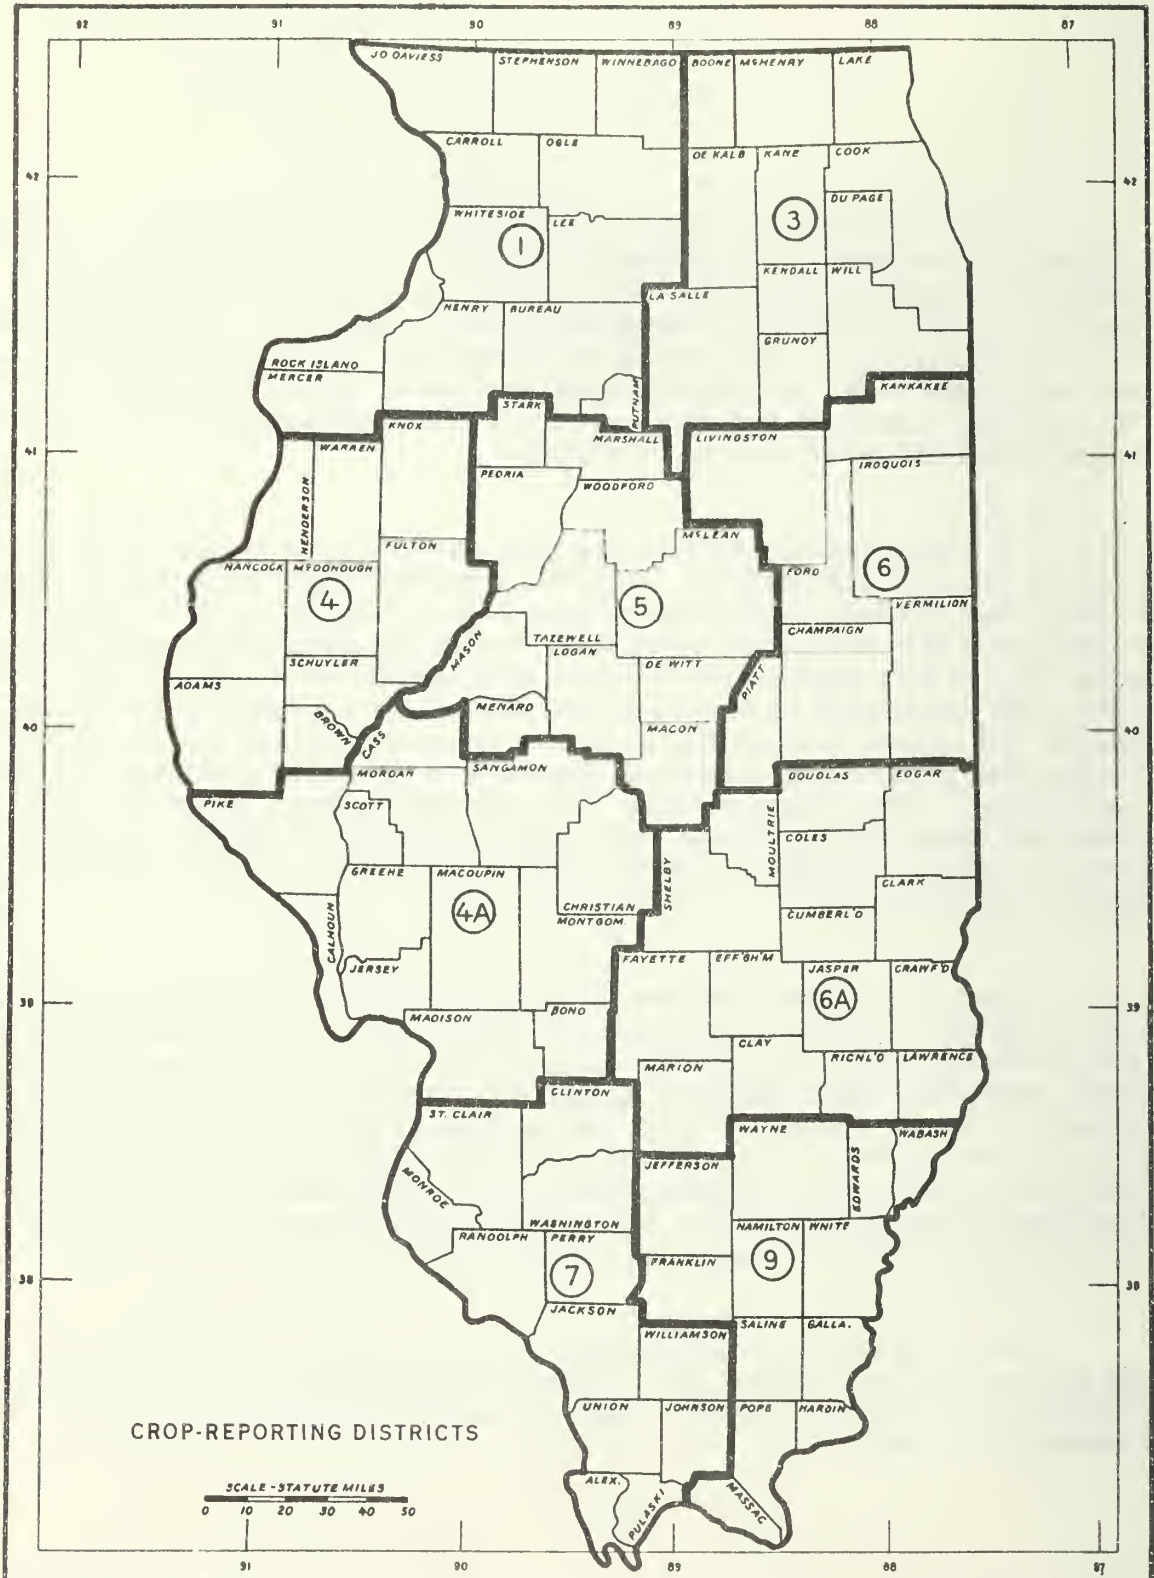 92 90 89 88 87
JO DAVIESS STEPHENSON WINNEBAGO BOONE McHENRY LAKE
CARROLL OGLE DE KALB KANE COOK
42 42
DU PAGE
WHITESIDE LEE 3
1
KENDALL WILL
LA SALLE
HENRY BUREAU
GRUNDY
ROCK ISLAND
MERCER
PUTNAM KANKAKEE
STARK
KNOX
MARSHALL LIVINGSTON
WARREN
41 41
PEORIA IROQUOIS
WOODFORD
HENDERSON
McLEAN
FULTON
HANCOCK McDONOUGH FORD 6
4 5 VERMILION
CHAMPAIGN
TAZEWELL
MASON LOGAN
SCHUYLER DE WITT
PIATT
ADAMS
MENARD
BROWN MACON
40 40
CASS
SANGAMON
MORDAN DOUGLAS EDGAR
PIKE SCOTT
MOULTRIE
COLES
GREEHE MACOUPIN
SHELBY CLARK
4A CHRISTIAN CUMBERL'D
MONTGOM.
CALHOUN
JERSEY FAYETTE EFF'GH'M JASPER CRAWF'D
6A
39 39
MADISON BOND
CLAY
RICHL'D LAWRENCE
MARION
CLINTON
ST. CLAIR
WAYNE WABASH
EDWARDS
JEFFERSON
MONROE
WASHINGTON HAMILTON WHITE
RANDOLPH PERRY
7 FRANKLIN 9
38 38
JACKSON
SALINE GALLA.
WILLIAMSON
UNION JOHNSON POPE HARDIN
CROP-REPORTING DISTRICTS
ALEX.
SCALE-STATUTE MILES
MASSAC
0 10 20 30 40 50
PULASKI
91 90 89 88 87